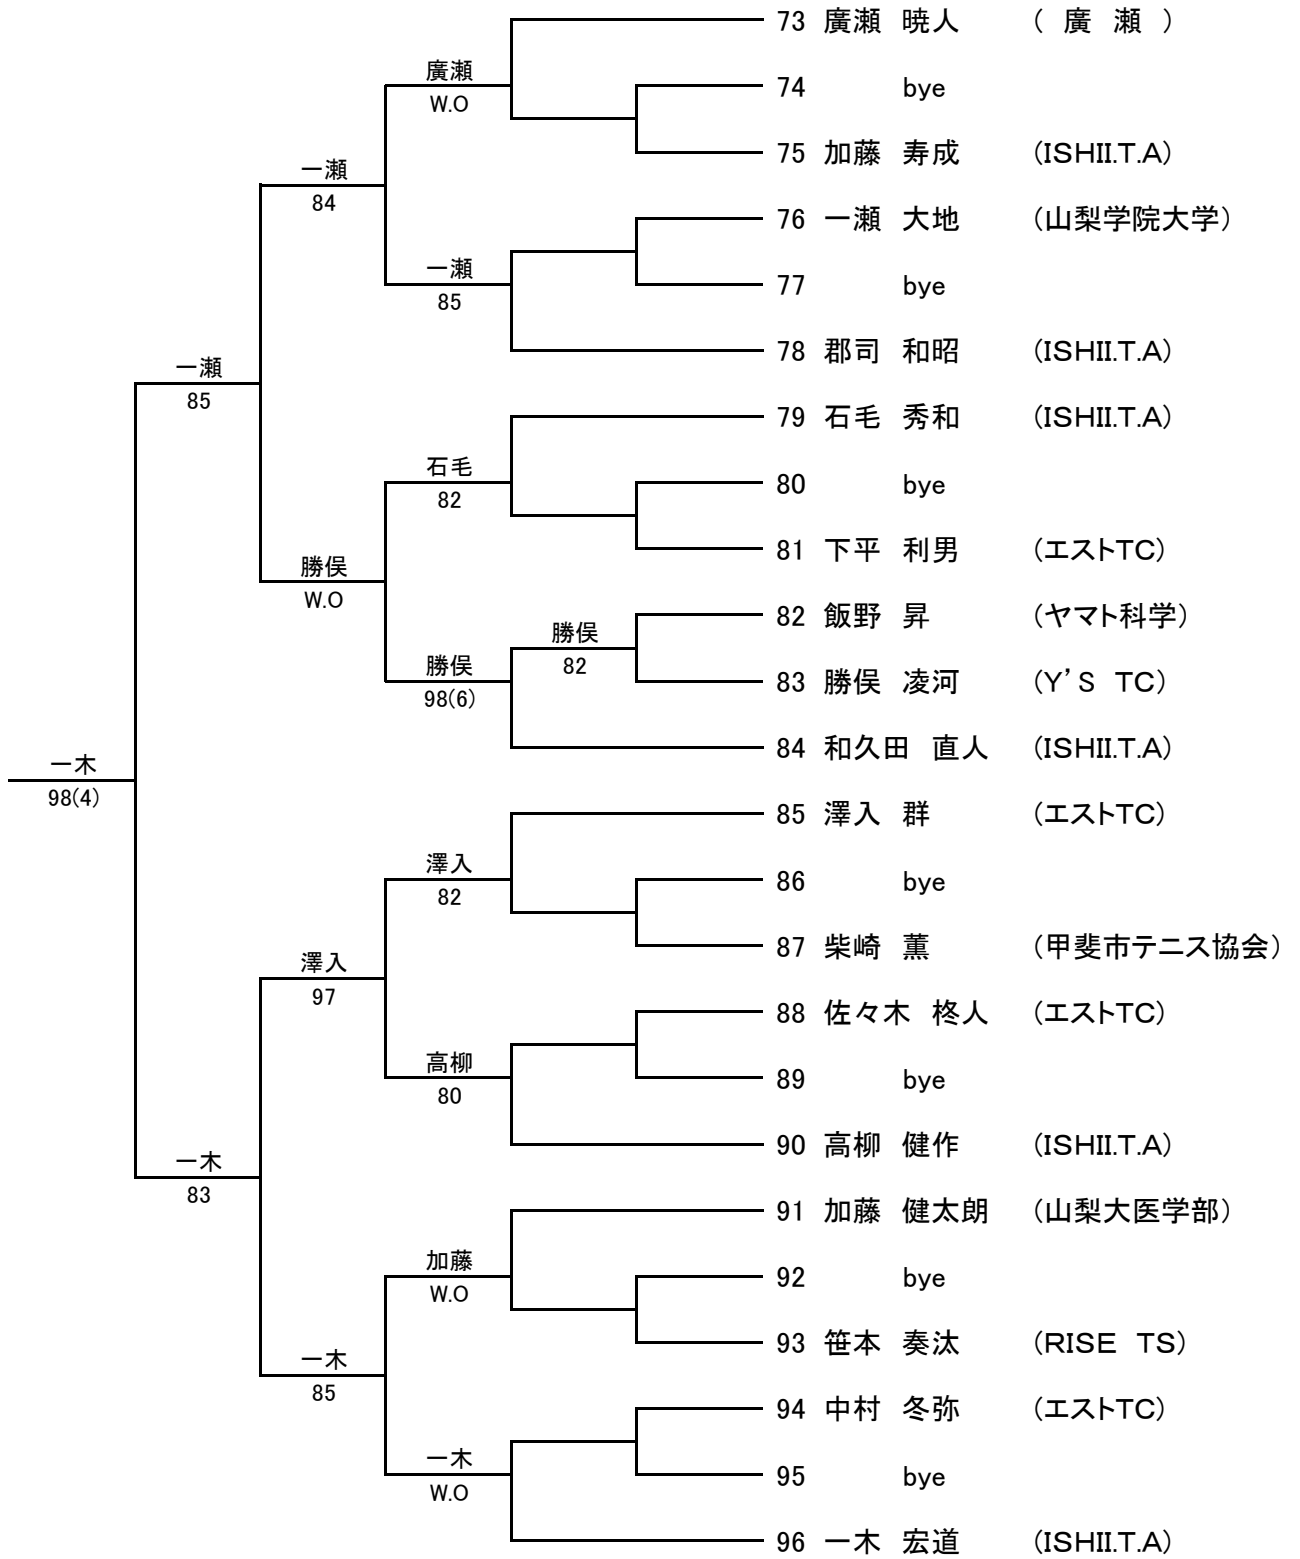 73 廣瀬 暁人 ( 廣 瀬 )
廣瀬
74 bye
W.O
75 加藤 寿成 (ISHII.T.A)
一瀬
84
76 一瀬 大地 (山梨学院大学)
一瀬
77 bye
85
78 郡司 和昭 (ISHII.T.A)
一瀬
85
79 石毛 秀和 (ISHII.T.A)
石毛
80 bye
82
81 下平 利男 (エストTC)
勝俣
W.O
82 飯野 昇 (ヤマト科学)
勝俣
82
勝俣
83 勝俣 凌河 (Y'S TC)
98(6)
84 和久田 直人 (ISHII.T.A)
一木
98(4)
85 澤入 群 (エストTC)
澤入
86 bye
82
87 柴崎 薫 (甲斐市テニス協会)
澤入
97
88 佐々木 柊人 (エストTC)
高柳
89 bye
80
90 高柳 健作 (ISHII.T.A)
一木
83
91 加藤 健太朗 (山梨大医学部)
加藤
92 bye
W.O
93 笹本 奏汰 (RISE TS)
一木
85
94 中村 冬弥 (エストTC)
一木
95 bye
W.O
96 一木 宏道 (ISHII.T.A)